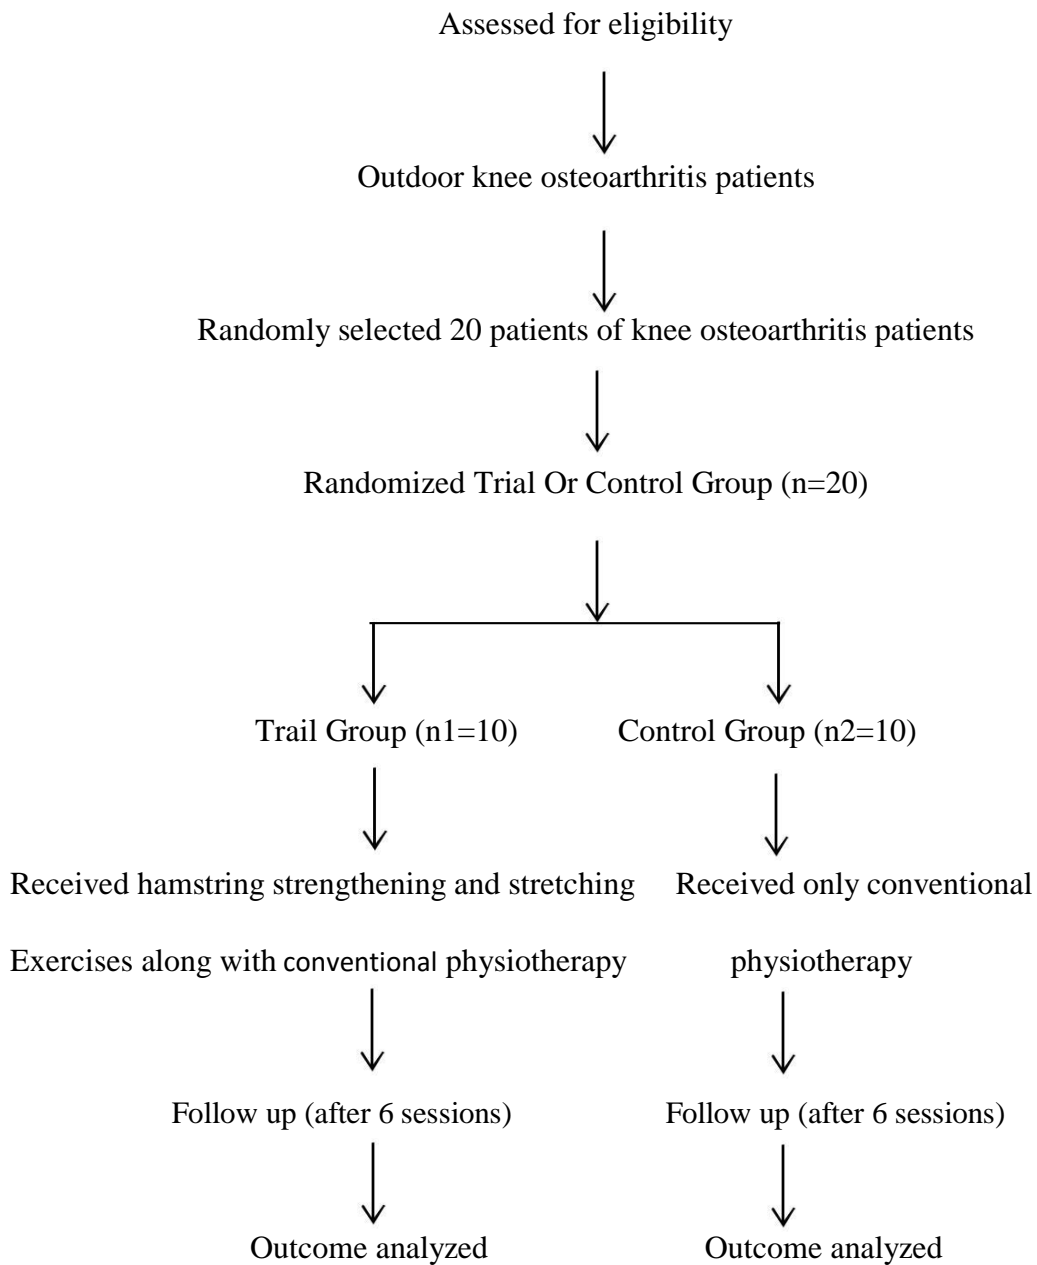 Assessed for eligibility
Outdoor knee osteoarthritis patients
Randomly selected 20 patients of knee osteoarthritis patients
Randomized Trial Or Control Group (n=20)
Trail Group (n1=10)
Control Group (n2=10)
Received hamstring strengthening and stretching
Exercises along with conventional physiotherapy
Received only conventional
physiotherapy
Follow up (after 6 sessions)
Follow up (after 6 sessions)
Outcome analyzed
Outcome analyzed